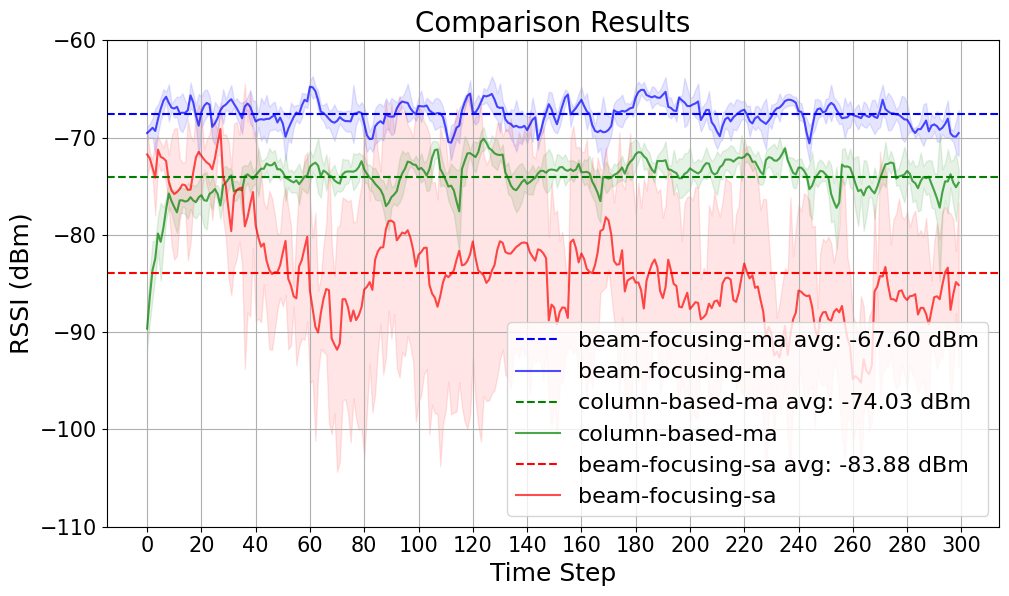 Comparison Results
RSSI (dBm)
−60
−70
−80
−90
−100
−110
beam-focusing-ma avg: -67.60 dBm
beam-focusing-ma
column-based-ma avg: -74.03 dBm
column-based-ma
beam-focusing-sa avg: -83.88 dBm
beam-focusing-sa
0 20 40 60 80 100 120 140 160 180 200 220 240 260 280 300
Time Step